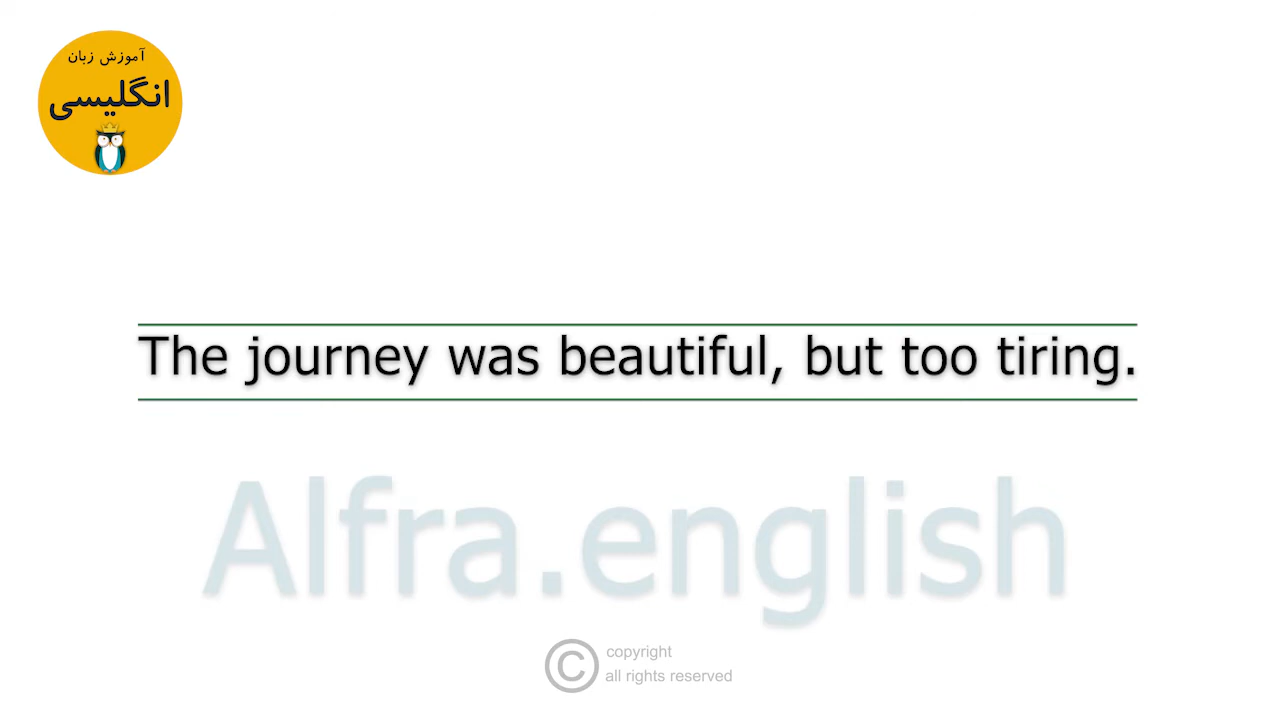 آموزش زبان
انگلیسی
The journey was beautiful, but too tiring.
Alfra.english
© copyright
all rights reserved